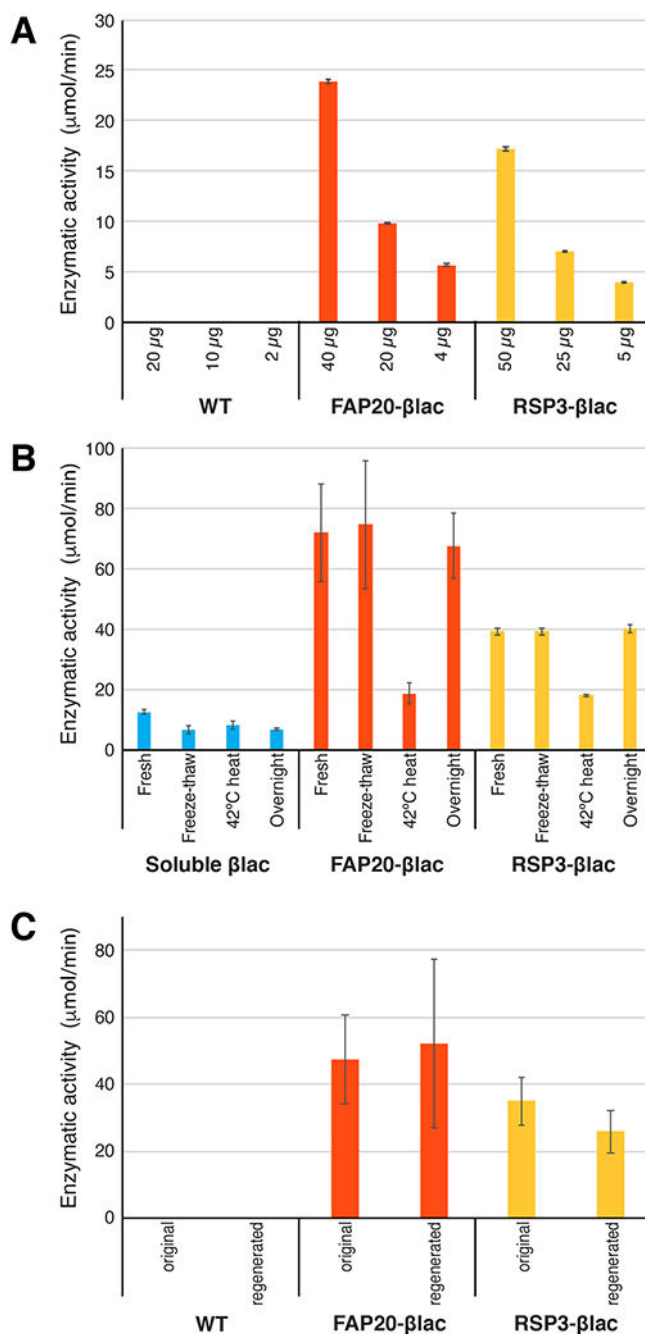 A
Enzymatic activity (µmol/min)
30
25
20
15
10
5
0
20 µg
10 µg
2 µg
40 µg
20 µg
4 µg
50 µg
25 µg
5 µg
WT
FAP20-βlac
RSP3-βlac
B
Enzymatic activity (µmol/min)
100
80
60
40
20
0
Fresh
Freeze-thaw
42ºC heat
Overnight
Fresh
Freeze-thaw
42ºC heat
Overnight
Fresh
Freeze-thaw
42ºC heat
Overnight
Soluble βlac
FAP20-βlac
RSP3-βlac
C
Enzymatic activity (µmol/min)
80
60
40
20
0
original
regenerated
original
regenerated
original
regenerated
WT
FAP20-βlac
RSP3-βlac